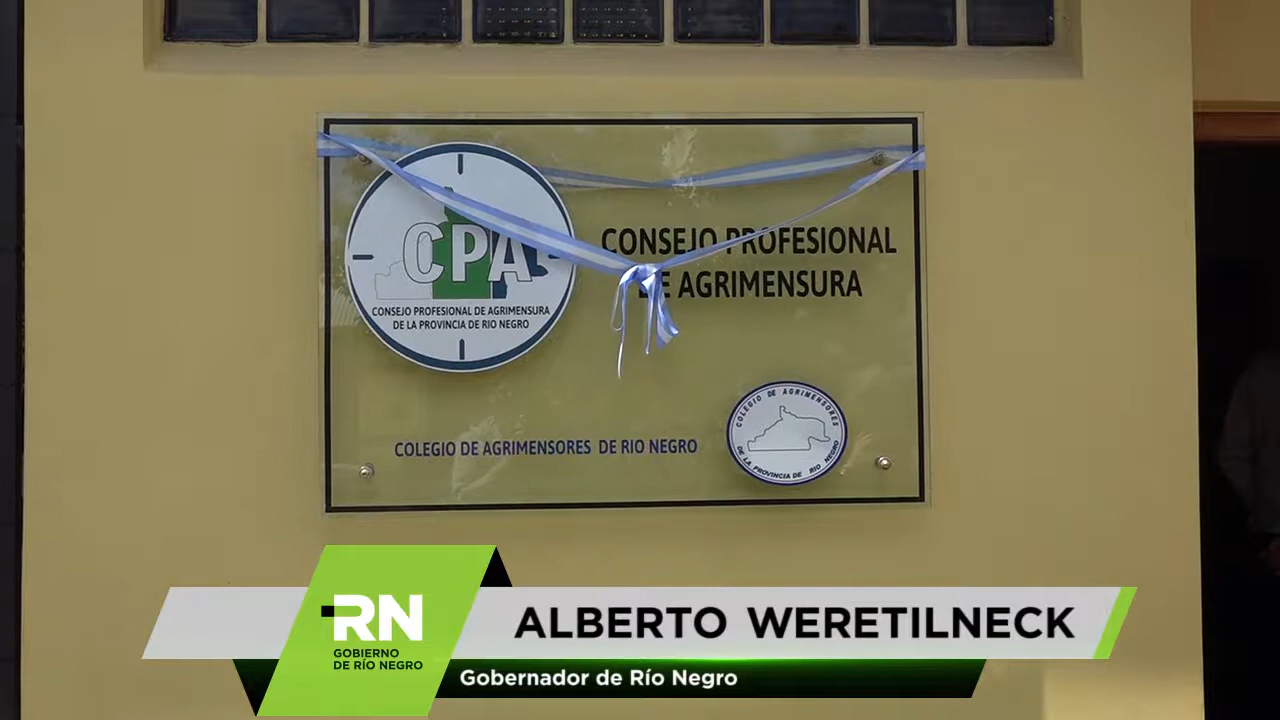 CPA
CONSEJO PROFESIONAL DE AGRIMENSURA
DE LA PROVINCIA DE RIO NEGRO
CONSEJO PROFESIONAL
DE AGRIMENSURA
COLEGIO DE AGRIMENSORES DE RIO NEGRO
COLEGIO DE AGRIMENSORES
DE LA PROVINCIA DE RIO NEGRO
RN
GOBIERNO
DE RÍO NEGRO
ALBERTO WERETILNECK
Gobernador de Río Negro